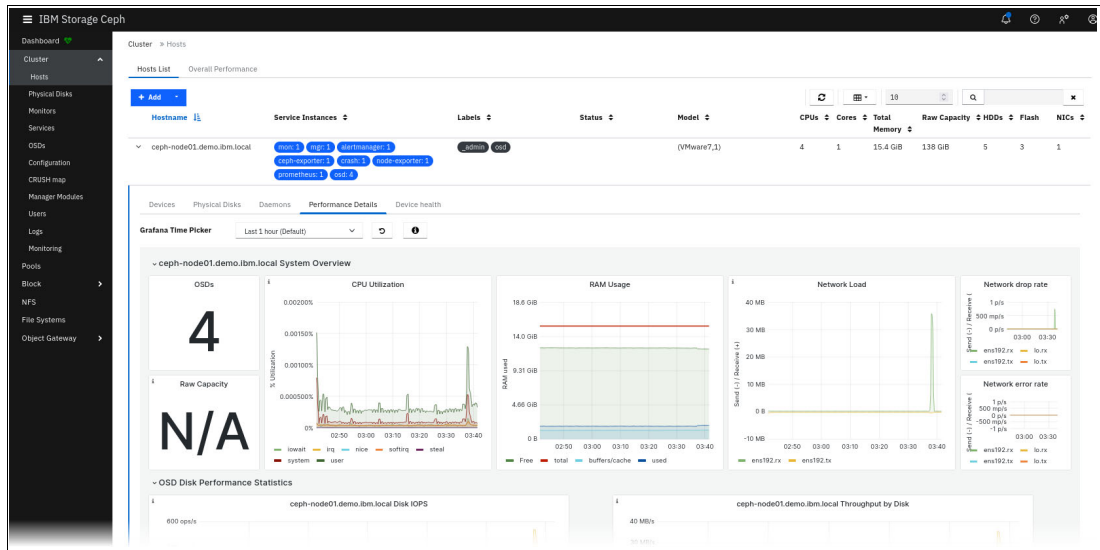 IBM Storage Ceph
Dashboard
Cluster
Hosts
Physical Disks
Monitors
Services
OSDs
Configuration
CRUSH map
Manager Modules
Users
Logs
Monitoring
Pools
Block
NFS
File Systems
Object Gateway
Cluster » Hosts
Hosts List Overall Performance
+ Add
10
Hostname Service Instances Labels Status Model CPUs Cores Total Memory Raw Capacity HDDs Flash NICs
ceph-node01.demo.ibm.local mon: 1 mgr: 1 alertmanager: 1 _admin osd (VMware7,1) 4 1 15.4 GiB 138 GiB 5 3 1
ceph-exporter: 1 crash: 1 node-exporter: 1
prometheus: 1 osd: 4
Devices Physical Disks Daemons Performance Details Device health
Grafana Time Picker Last 1 hour (Default)
ceph-node01.demo.ibm.local System Overview
OSDs
4
Raw Capacity
N/A
CPU Utilization
% Utilization
0.00200%
0.00150%
0.00100%
0.0005000%
0%
02:50 03:00 03:10 03:20 03:30 03:40
iowait irq nice softirq steal
system user
RAM Usage
RAM used
18.6 GiB
14.0 GiB
9.31 GiB
4.66 GiB
0 B
02:50 03:00 03:10 03:20 03:30 03:40
Free total buffers/cache used
Network Load
Send (-) / Receive (+)
40 MB
30 MB
20 MB
10 MB
0 B
-10 MB
02:50 03:00 03:10 03:20 03:30 03:40
ens192.rx ens192.tx
Network drop rate
Send (-) / Receive (
1 p/s
500 mp/s
0 p/s
03:00 03:30
ens192.rx lo.rx
ens192.tx lo.tx
Network error rate
Send (-) / Receive (
1 p/s
500 mp/s
0 p/s
-500 mp/s
-1 p/s
03:00 03:30
ens192.rx lo.rx
ens192.tx lo.tx
OSD Disk Performance Statistics
ceph-node01.demo.ibm.local Disk IOPS
600 ops/s
ceph-node01.demo.ibm.local Throughput by Disk
40 MB/s